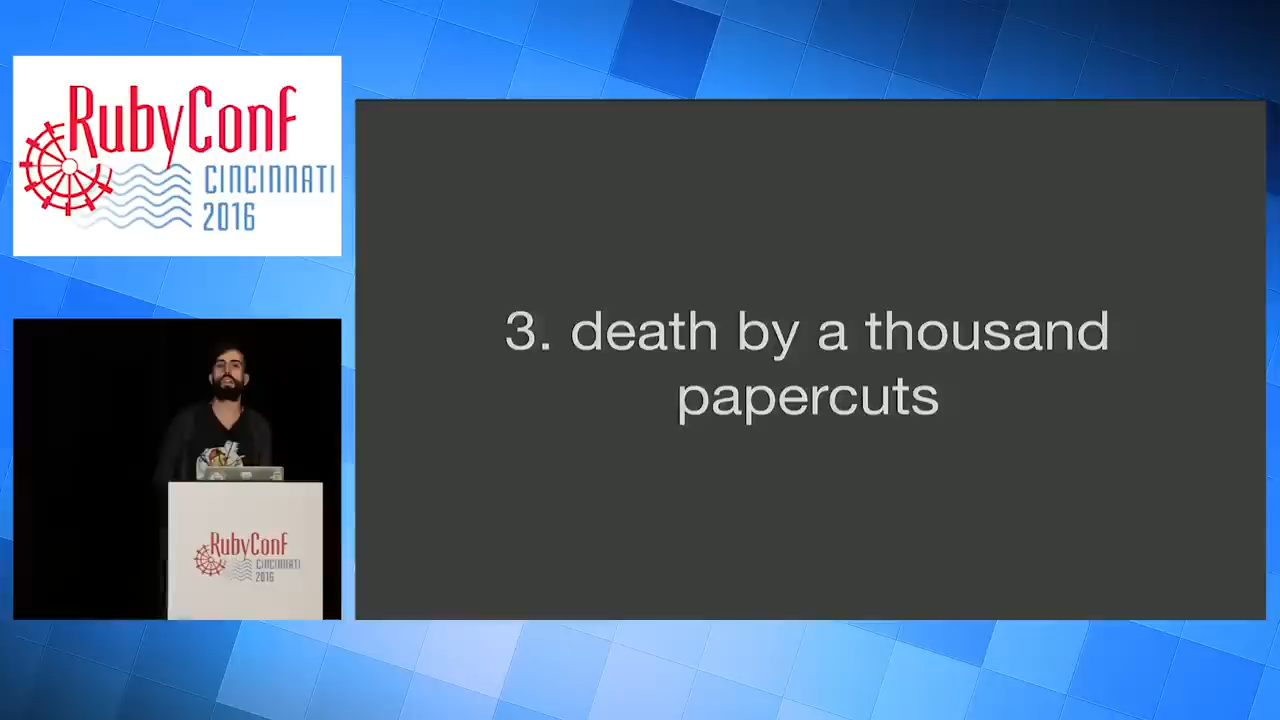 RubyConf
CINCINNATI
2016
3. death by a thousand
papercuts
RubyConf
CINCINNATI
2016